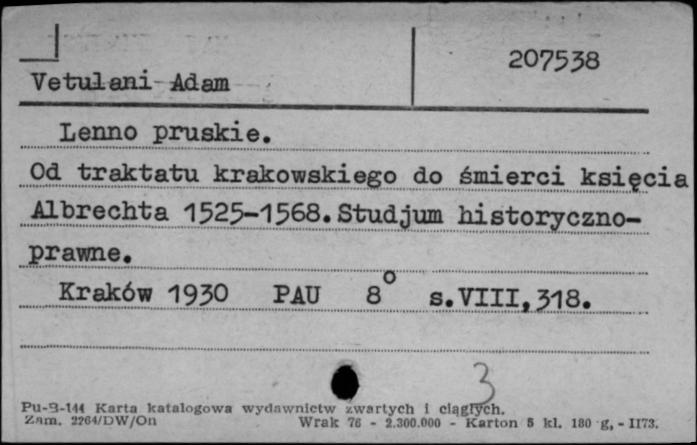 207538
Vetulani Adam
Lenno pruskie.
Od traktatu krakowskiego do śmierci księcia
Albrechta 1525-1568. Studjum historyczno-
prawne.
Kraków 1930 PAU 8° s.VIII,318.
3
Pu-B-144 Karta katalogowa wydawnictw zwartych i ciągłych.
Zam. 2264/DW/On Wrak 76 - 2.300.000 - Karton 5 kl. 180 g, - II73.